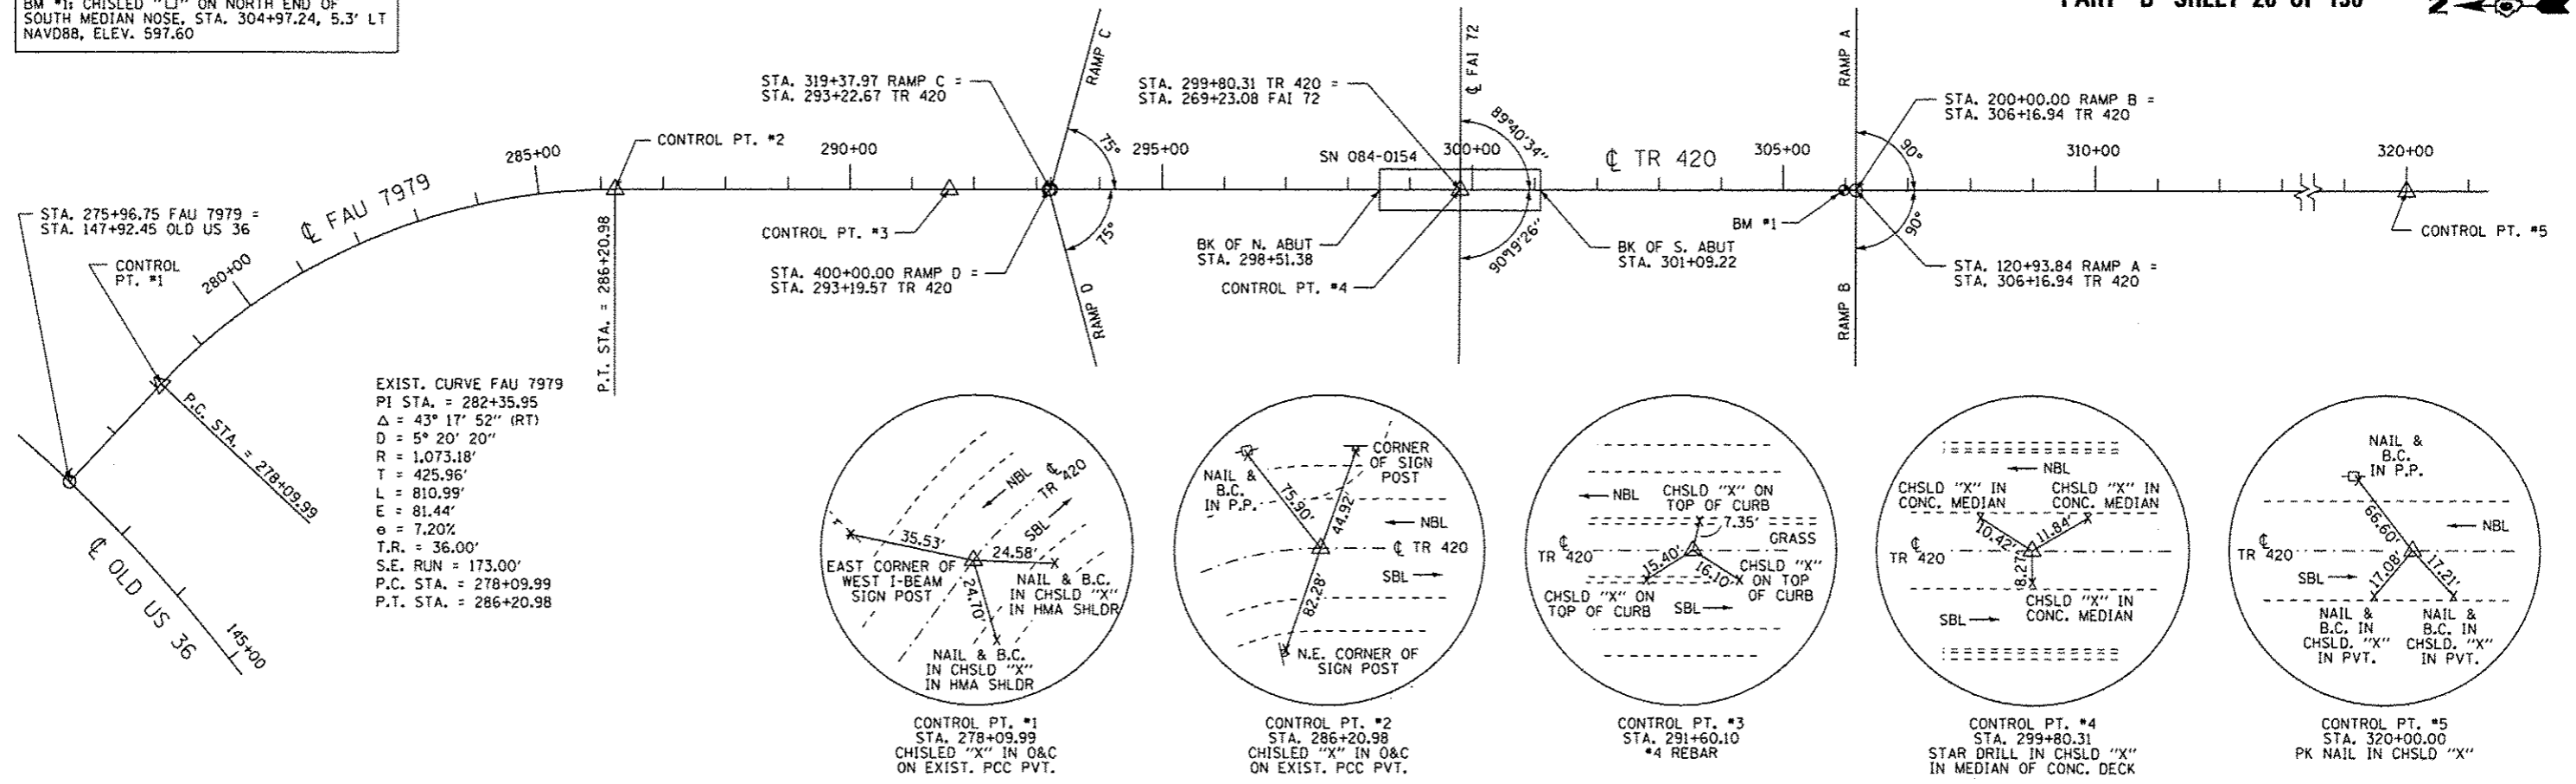 BM #1: CHISLED "□" ON NORTH END OF
SOUTH MEDIAN NOSE, STA. 304+97.24, 5.3' LT
NAVD88, ELEV. 597.60
SHEET 20 OF 130
N
STA. 275+96.75 FAU 7979 =
STA. 147+92.45 OLD US 36
CONTROL
PT. #1
280+00
℄ FAU 7979
285+00
CONTROL PT. #2
P.T. STA. = 286+20.98
P.C. STA. = 278+09.99
℄ OLD US 36
145+00
290+00
CONTROL PT. #3
STA. 319+37.97 RAMP C =
STA. 293+22.67 TR 420
STA. 400+00.00 RAMP D =
STA. 293+19.57 TR 420
RAMP C
75°
75°
RAMP D
295+00
STA. 299+80.31 TR 420 =
STA. 269+23.08 FAI 72
SN 084-0154
BK OF N. ABUT
STA. 298+51.38
CONTROL PT. #4
℄ FAI 72
89°40'34"
300+00
90°19'26"
BK OF S. ABUT
STA. 301+09.22
℄ TR 420
305+00
BM #1
RAMP A
90°
90°
RAMP B
STA. 200+00.00 RAMP B =
STA. 306+16.94 TR 420
STA. 120+93.84 RAMP A =
STA. 306+16.94 TR 420
310+00
320+00
CONTROL PT. #5
EXIST. CURVE FAU 7979
PI STA. = 282+35.95
Δ = 43° 17' 52" (RT)
D = 5° 20' 20"
R = 1,073.18'
T = 425.96'
L = 810.99'
E = 81.44'
e = 7.20%
T.R. = 36.00'
S.E. RUN = 173.00'
P.C. STA. = 278+09.99
P.T. STA. = 286+20.98
NBL
℄
TR 420
SBL
35.53'
24.58'
24.70'
EAST CORNER OF
WEST I-BEAM
SIGN POST
NAIL & B.C.
IN CHSLD "X"
IN HMA SHLDR
NAIL & B.C.
IN CHSLD "X"
IN HMA SHLDR
CONTROL PT. #1
STA. 278+09.99
CHISLED "X" IN O&C
ON EXIST. PCC PVT.
NAIL &
B.C.
IN P.P.
75.90'
44.92'
CORNER
OF SIGN
POST
NBL
℄ TR 420
SBL
82.28'
N.E. CORNER OF
SIGN POST
CONTROL PT. #2
STA. 286+20.98
CHISLED "X" IN O&C
ON EXIST. PCC PVT.
NBL
CHSLD "X" ON
TOP OF CURB
7.35'
GRASS
℄
TR 420
15.40'
16.10'
CHSLD "X"
ON TOP
OF CURB
CHSLD "X" ON
TOP OF CURB
SBL
CONTROL PT. #3
STA. 291+60.10
#4 REBAR
NBL
CHSLD "X" IN
CONC. MEDIAN
CHSLD "X" IN
CONC. MEDIAN
10.42'
11.84'
℄
TR 420
8.27'
CHSLD "X" IN
CONC. MEDIAN
SBL
CONTROL PT. #4
STA. 299+80.31
STAR DRILL IN CHSLD "X"
IN MEDIAN OF CONC. DECK
NAIL &
B.C.
IN P.P.
66.60'
NBL
℄
TR 420
SBL
17.08'
17.21'
NAIL &
B.C. IN
CHSLD. "X"
IN PVT.
NAIL &
B.C. IN
CHSLD. "X"
IN PVT.
CONTROL PT. #5
STA. 320+00.00
PK NAIL IN CHSLD "X"